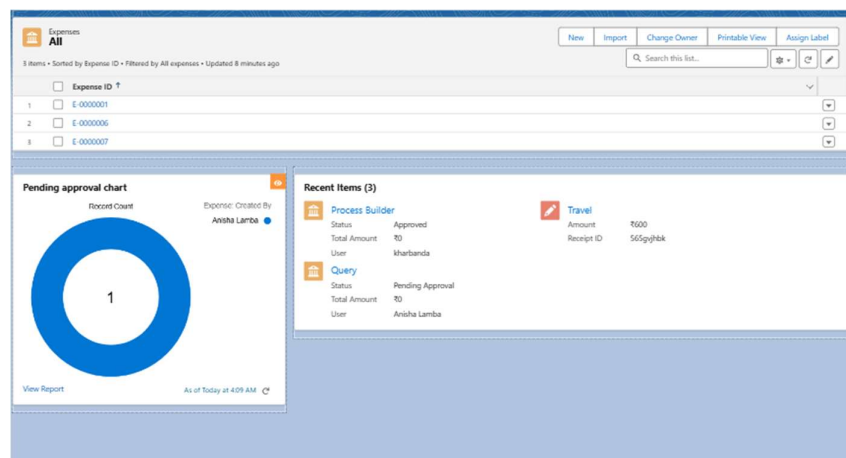 Expenses
All
New Import Change Owner Printable View Assign Label
3 items • Sorted by Expense ID • Filtered by All expenses • Updated 8 minutes ago
Search this list...
Expense ID ↑
1 E-0000001
2 E-0000006
3 E-0000007
Pending approval chart
Record Count
Expense: Created By
Anisha Lamba
1
View Report
As of Today at 4:09 AM
Recent Items (3)
Process Builder
Status Approved
Total Amount ₹0
User kharbanda
Query
Status Pending Approval
Total Amount ₹0
User Anisha Lamba
Travel
Amount ₹600
Receipt ID 565gvjhbk